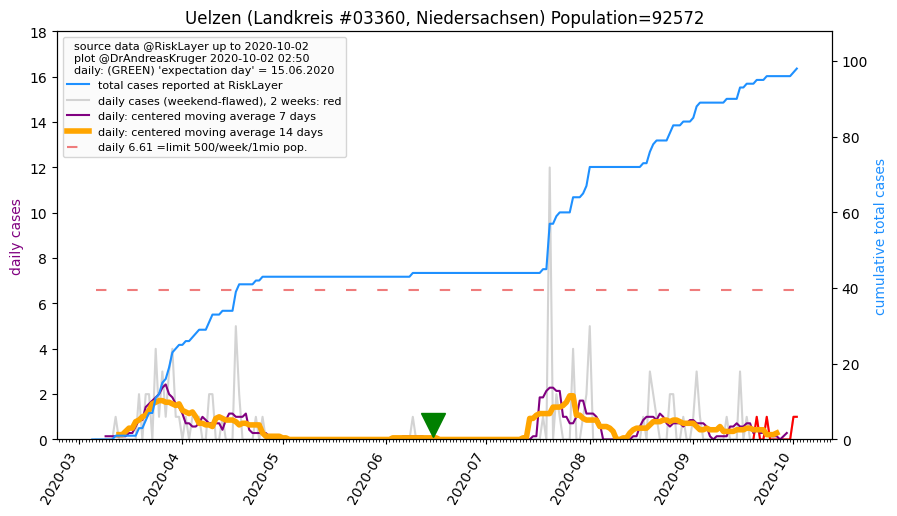 Uelzen (Landkreis #03360, Niedersachsen) Population=92572
source data @RiskLayer up to 2020-10-02
plot @DrAndreasKruger 2020-10-02 02:50
daily: (GREEN) 'expectation day' = 15.06.2020
total cases reported at RiskLayer
daily cases (weekend-flawed), 2 weeks: red
daily: centered moving average 7 days
daily: centered moving average 14 days
daily 6.61 =limit 500/week/1mio pop.
daily cases
18
16
14
12
10
8
6
4
2
0
cumulative total cases
100
80
60
40
20
0
2020-03
2020-04
2020-05
2020-06
2020-07
2020-08
2020-09
2020-10